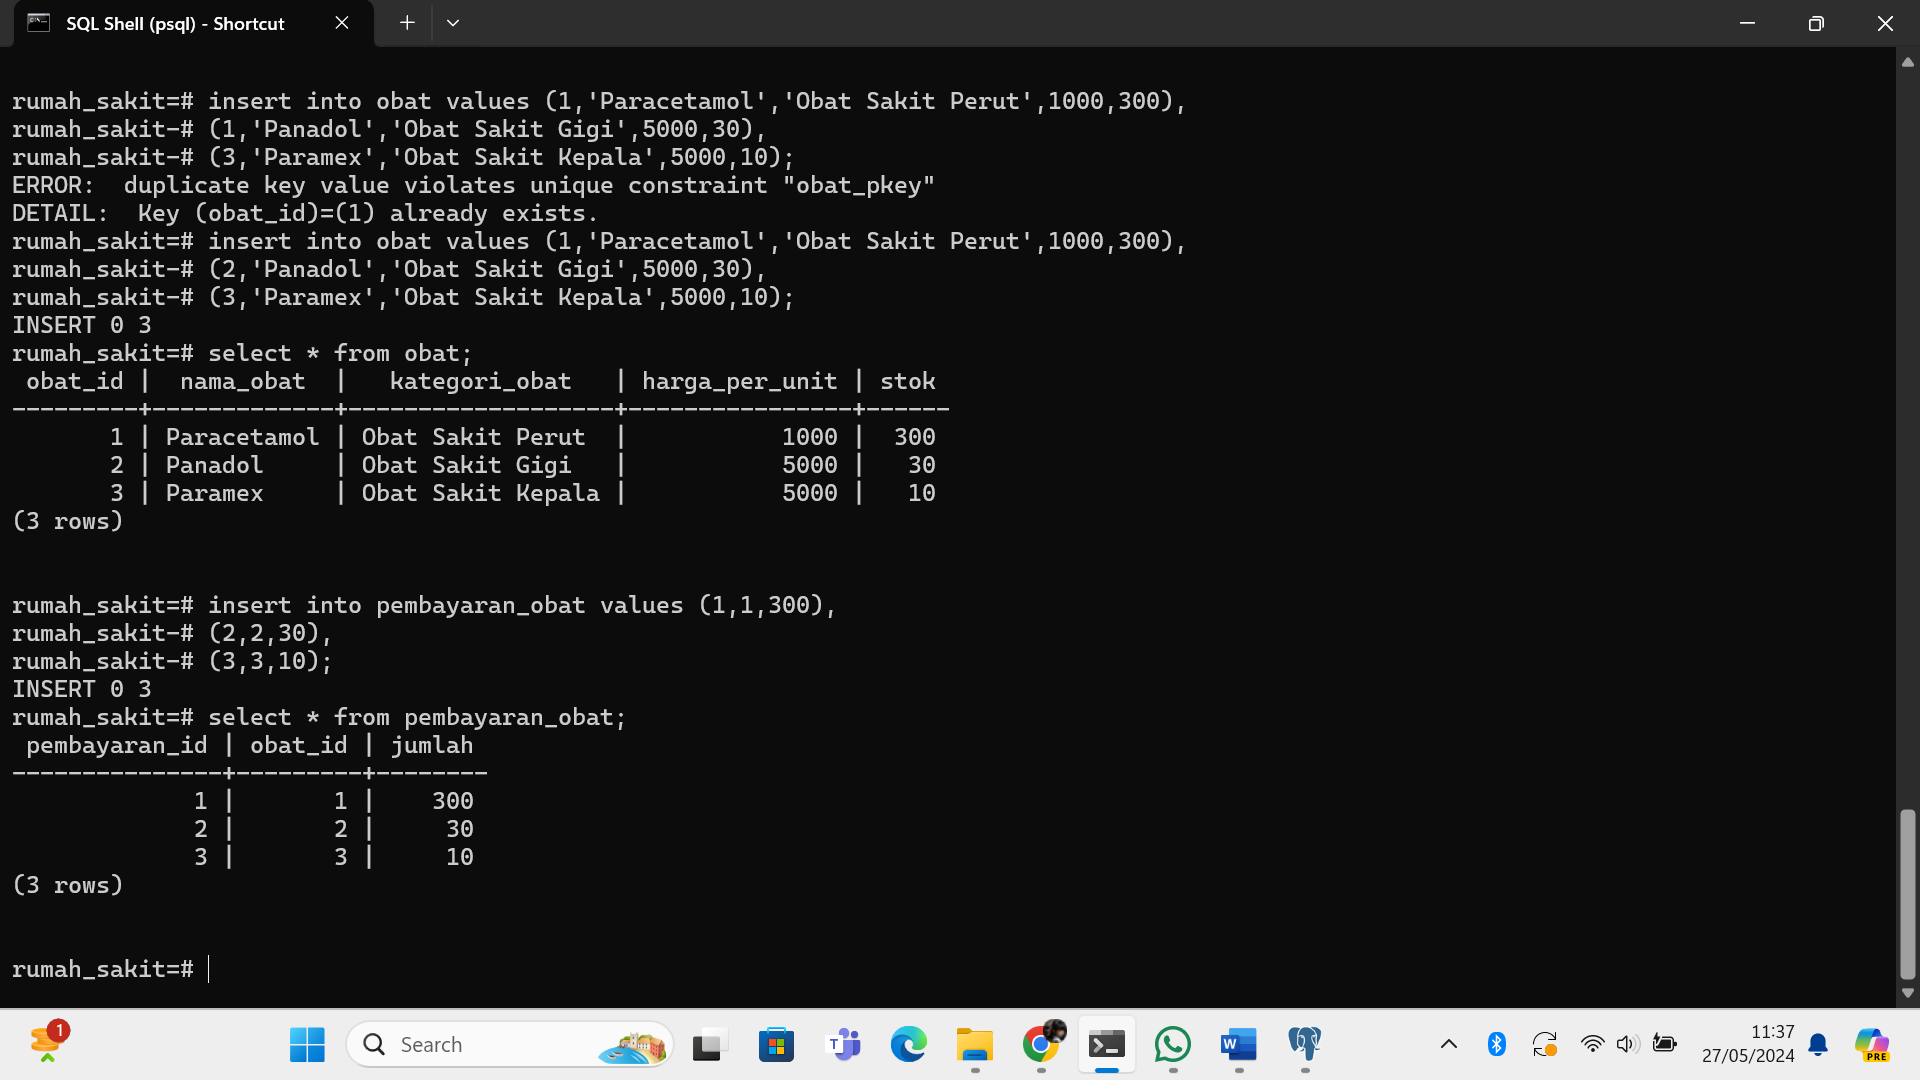 SQL Shell (psql) - Shortcut
rumah_sakit=# insert into obat values (1,'Paracetamol','Obat Sakit Perut',1000,300),
rumah_sakit-# (1,'Panadol','Obat Sakit Gigi',5000,30),
rumah_sakit-# (3,'Paramex','Obat Sakit Kepala',5000,10);
ERROR:  duplicate key value violates unique constraint "obat_pkey"
DETAIL:  Key (obat_id)=(1) already exists.
rumah_sakit=# insert into obat values (1,'Paracetamol','Obat Sakit Perut',1000,300),
rumah_sakit-# (2,'Panadol','Obat Sakit Gigi',5000,30),
rumah_sakit-# (3,'Paramex','Obat Sakit Kepala',5000,10);
INSERT 0 3
rumah_sakit=# select * from obat;
 obat_id |  nama_obat  |   kategori_obat   | harga_per_unit | stok
---------+-------------+-------------------+----------------+------
       1 | Paracetamol | Obat Sakit Perut  |           1000 |  300
       2 | Panadol     | Obat Sakit Gigi   |           5000 |   30
       3 | Paramex     | Obat Sakit Kepala |           5000 |   10
(3 rows)
rumah_sakit=# insert into pembayaran_obat values (1,1,300),
rumah_sakit-# (2,2,30),
rumah_sakit-# (3,3,10);
INSERT 0 3
rumah_sakit=# select * from pembayaran_obat;
 pembayaran_id | obat_id | jumlah
---------------+---------+--------
             1 |       1 |    300
             2 |       2 |     30
             3 |       3 |     10
(3 rows)
rumah_sakit=#
1
Search
11:37
27/05/2024
PRE